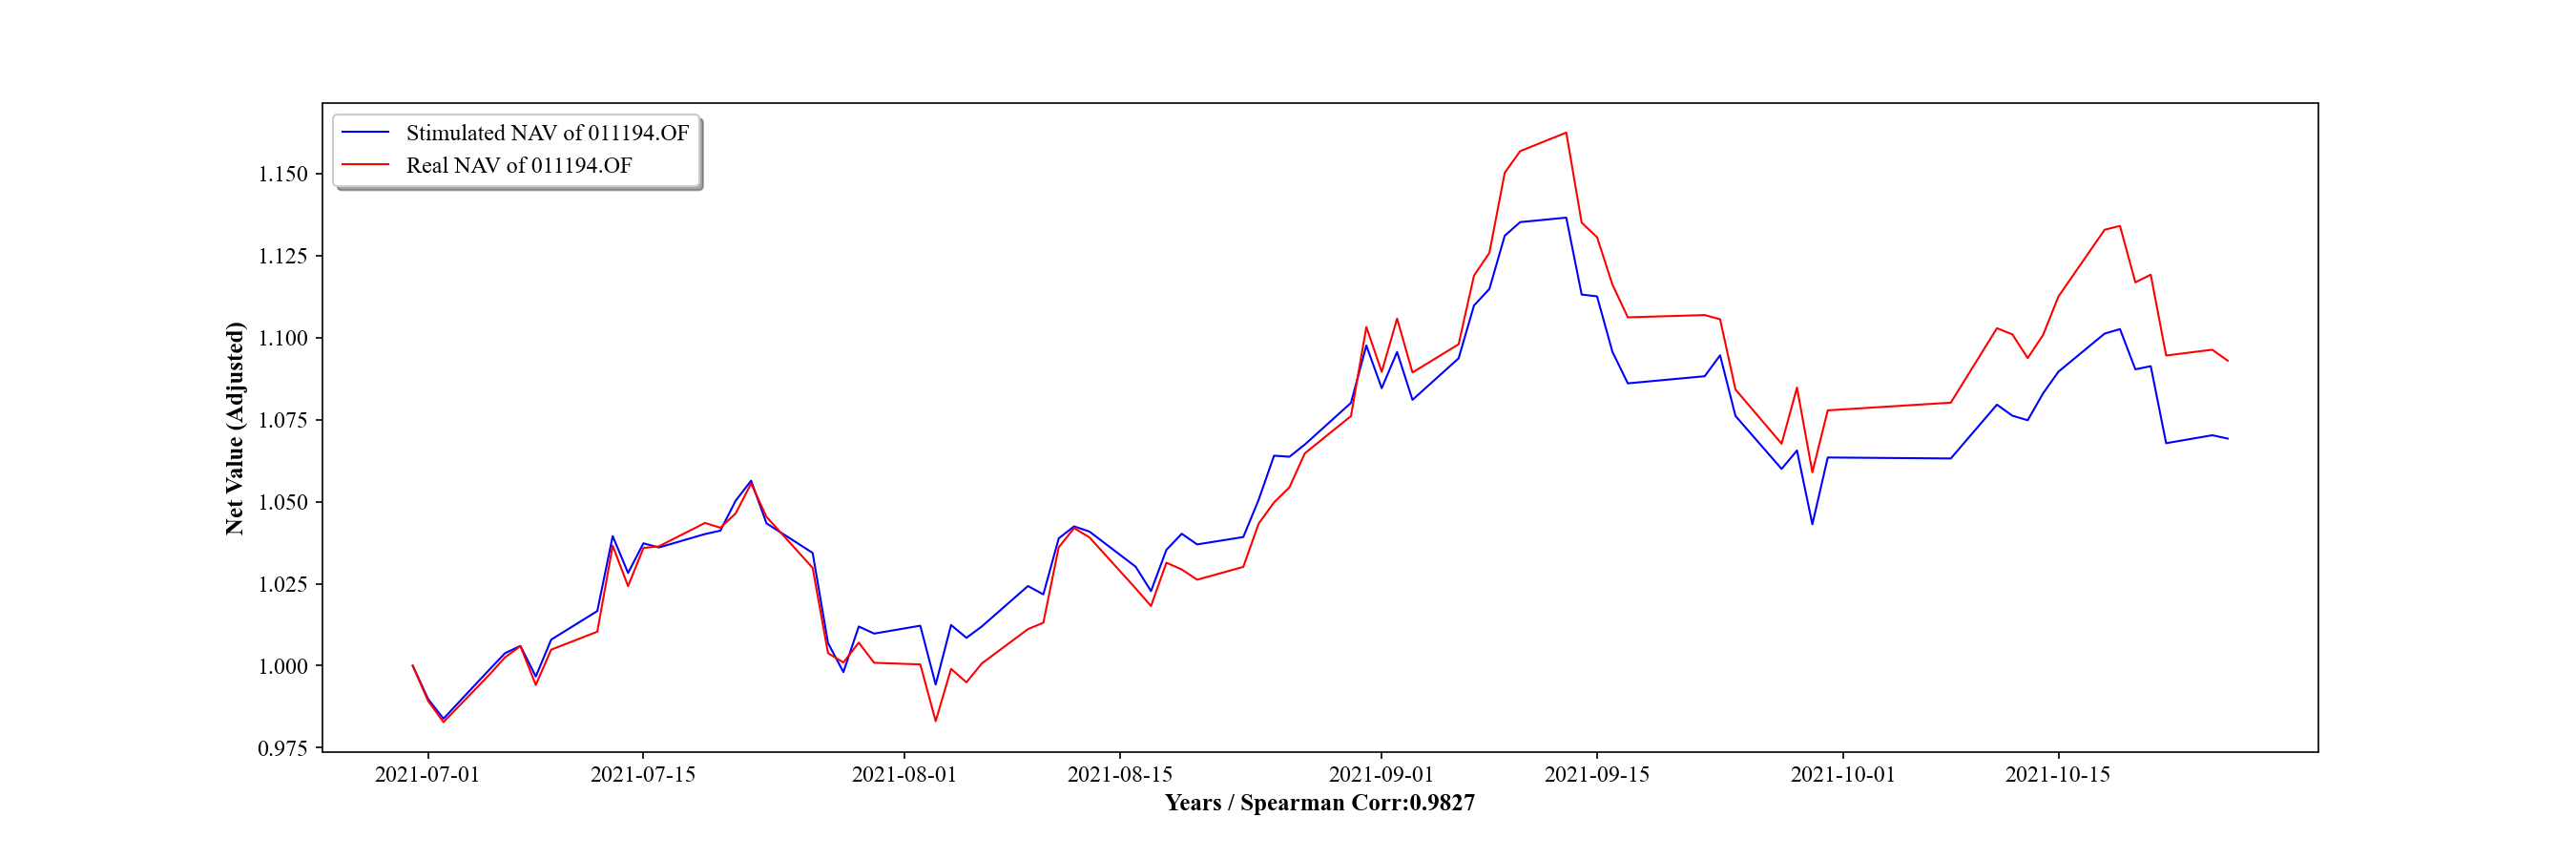 Stimulated NAV of 011194.OF
Real NAV of 011194.OF
1.150
1.125
1.100
1.075
1.050
1.025
1.000
0.975
Net Value (Adjusted)
2021-07-01 2021-07-15 2021-08-01 2021-08-15 2021-09-01 2021-09-15 2021-10-01 2021-10-15
Years / Spearman Corr:0.9827